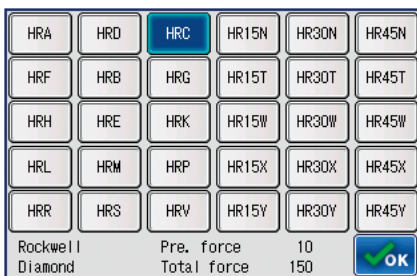 HRA HRD HRC HR15N HR30N HR45N
HRF HRB HRG HR15T HR30T HR45T
HRH HRE HRK HR15W HR30W HR45W
HRL HRM HRP HR15X HR30X HR45X
HRR HRS HRV HR15Y HR30Y HR45Y
Rockwell Pre. force 10
Diamond Total force 150
OK